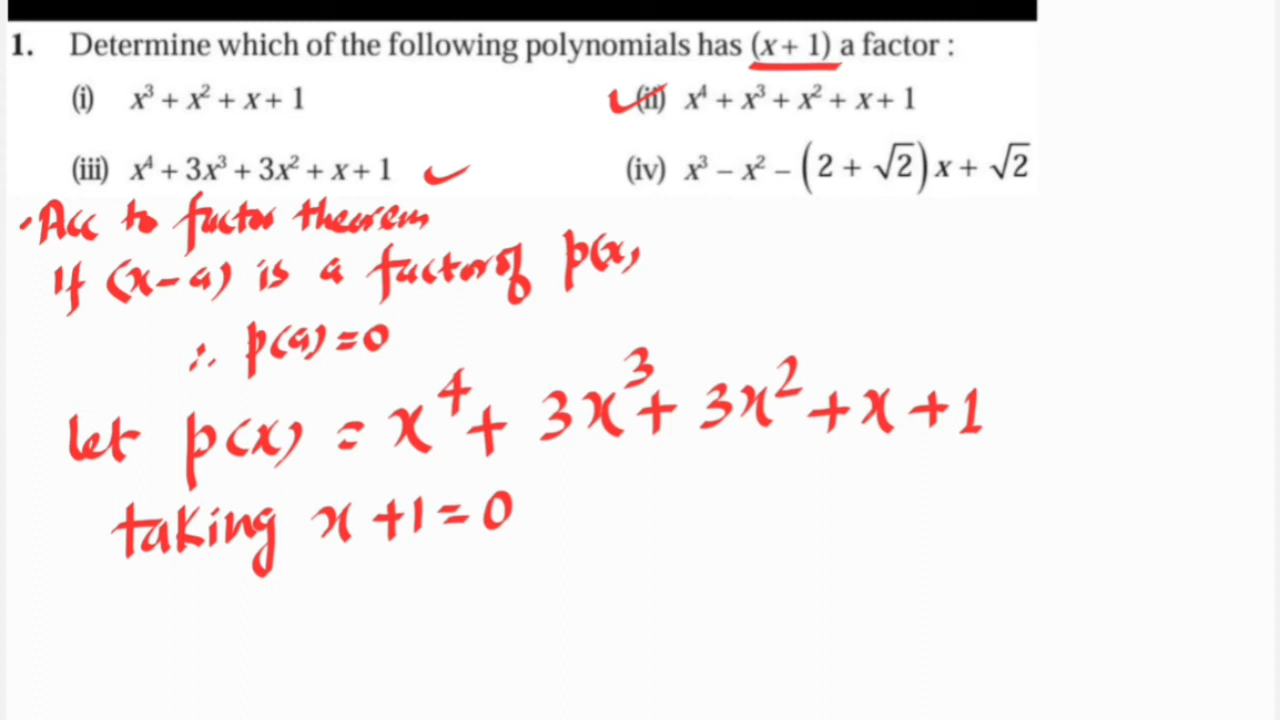 1. Determine which of the following polynomials has (x + 1) a factor :
(i) x³ + x² + x + 1 (ii) x⁴ + x³ + x² + x + 1
(iii) x⁴ + 3x³ + 3x² + x + 1 (iv) x³ – x² – (2 + √2) x + √2
· Acc to factor theorem
If (x-a) is a factor of p(x)
∴ p(a) = 0
let p(x) = x⁴ + 3x³ + 3x² + x + 1
taking x + 1 = 0